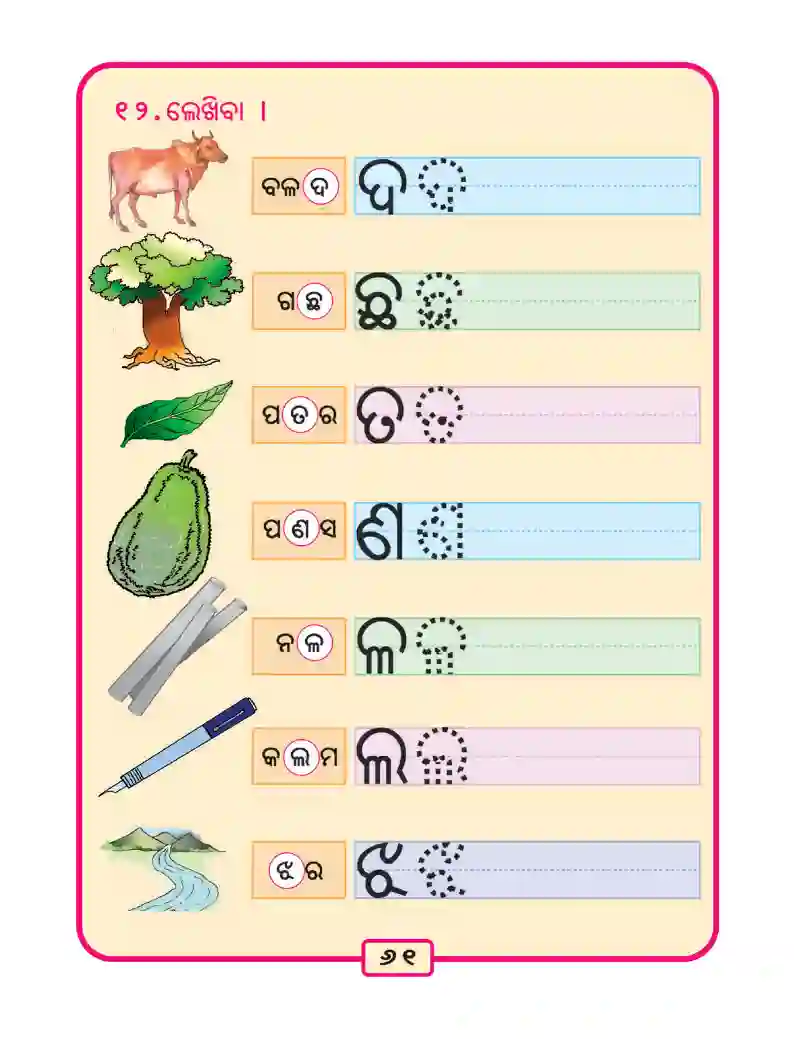 ୧୨.ଲେଖିବା ।
ବଳଦ ଦ ଦ
ଗଛ ଛ ଛ
ପତର ତ ତ
ପଣସ ଣ ଣ
ନଳ ଳ ଳ
କଲମ ଲ ଲ
ଝର ଝ ଝ
୬୧